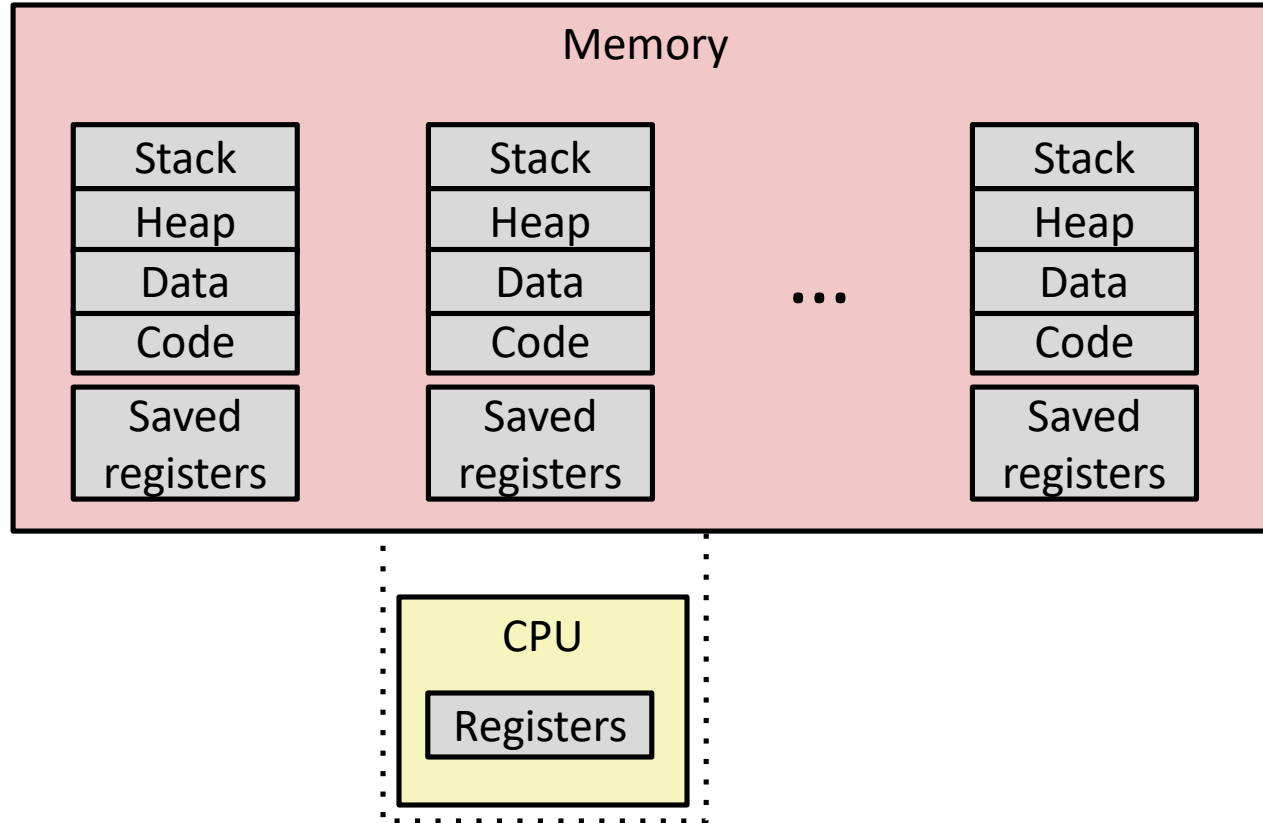 Memory
Stack
Heap
Data
Code
Saved
registers
Stack
Heap
Data
Code
Saved
registers
...
Stack
Heap
Data
Code
Saved
registers
CPU
Registers